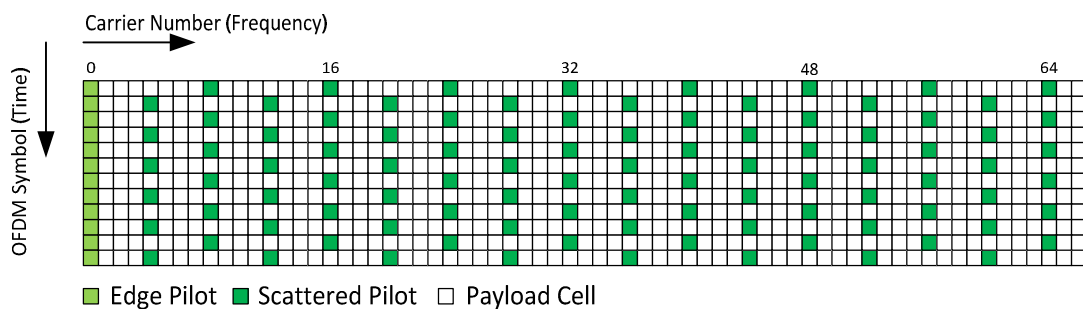 Carrier Number (Frequency)
OFDM Symbol (Time)
0 16 32 48 64
Edge Pilot Scattered Pilot Payload Cell